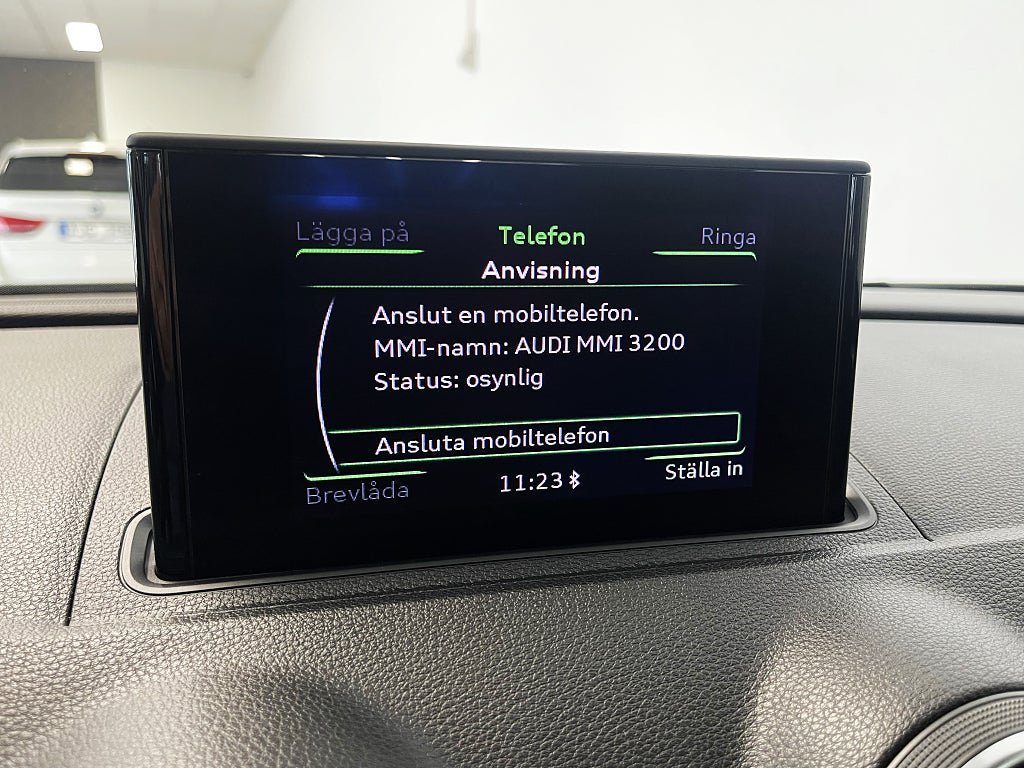 Lägga på
Telefon
Ringa
Anvisning
Anslut en mobiltelefon.
MMI-namn: AUDI MMI 3200
Status: osynlig
Ansluta mobiltelefon
Brevlåda
11:23
Ställa in